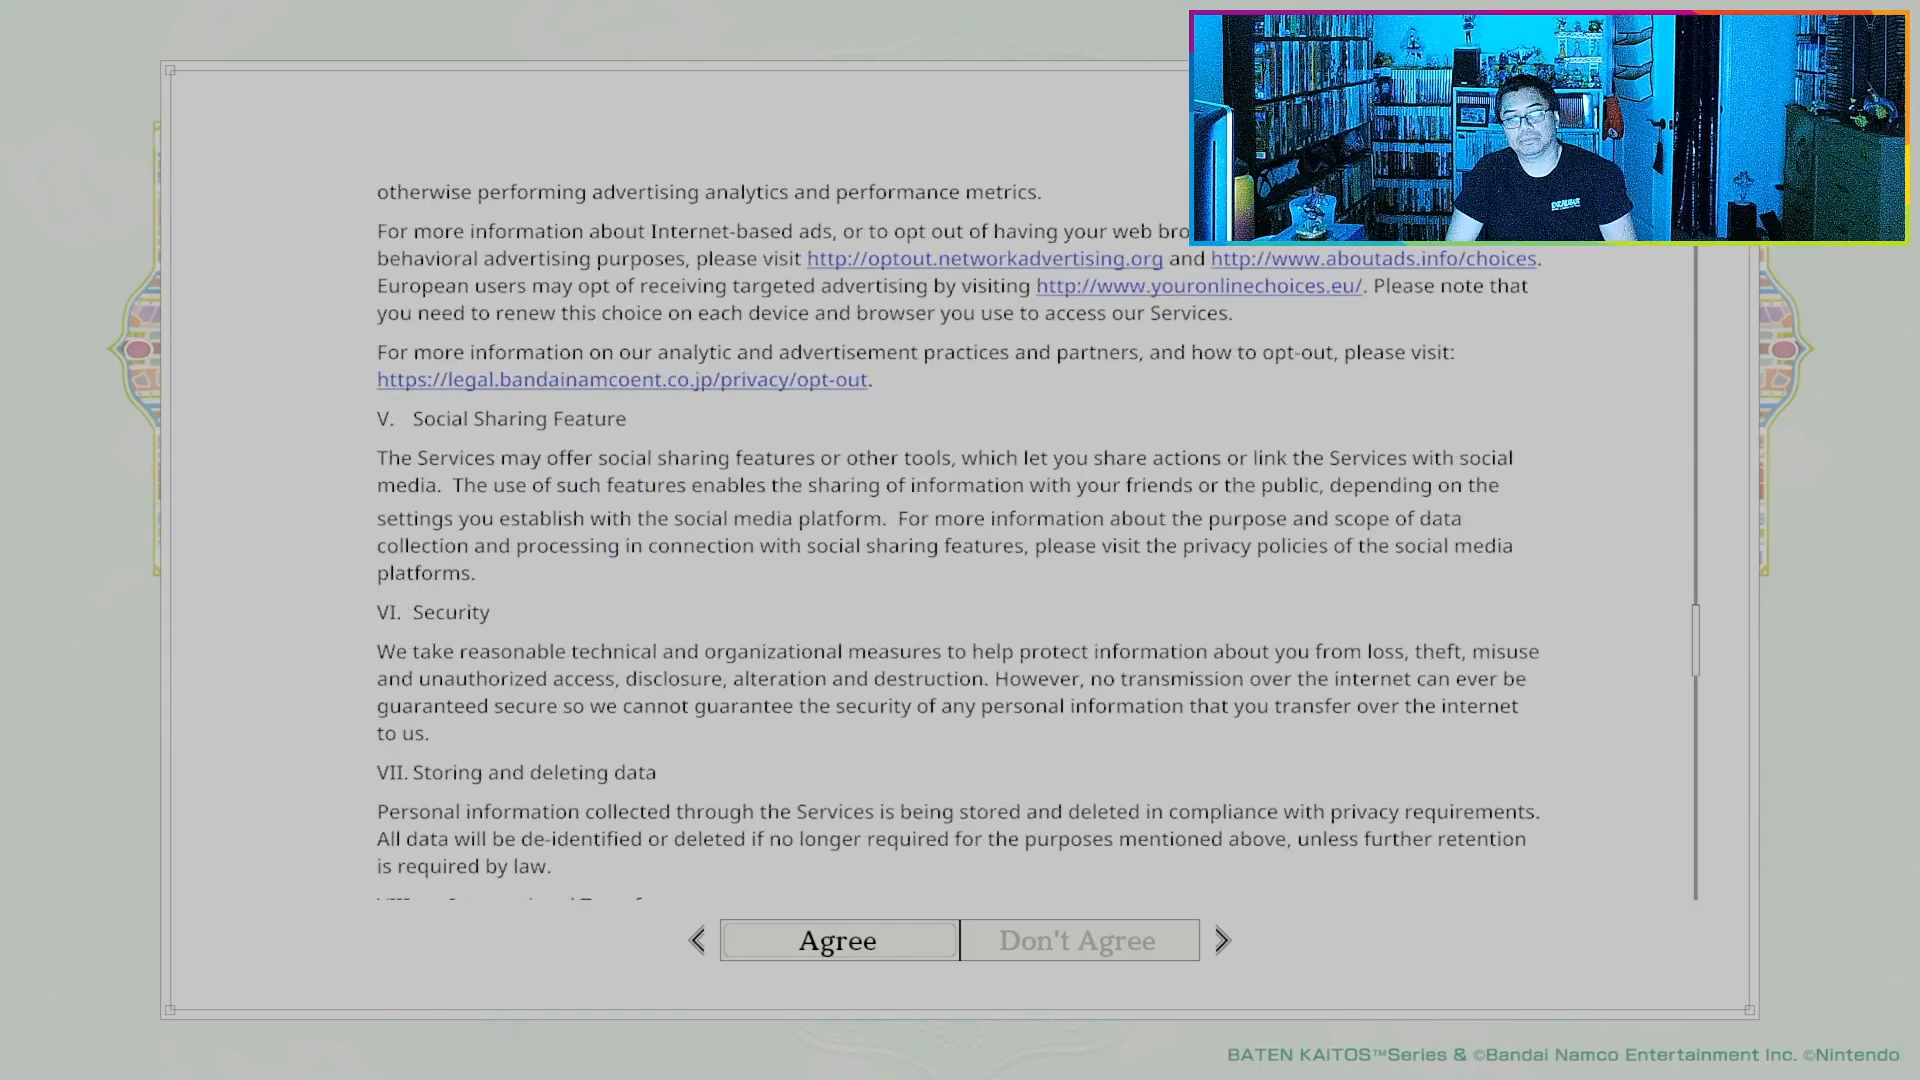 otherwise performing advertising analytics and performance metrics.
For more information about Internet-based ads, or to opt out of having your web bro
behavioral advertising purposes, please visit http://optout.networkadvertising.org and http://www.aboutads.info/choices.
European users may opt of receiving targeted advertising by visiting http://www.youronlinechoices.eu/. Please note that
you need to renew this choice on each device and browser you use to access our Services.
For more information on our analytic and advertisement practices and partners, and how to opt-out, please visit:
https://legal.bandainamcoent.co.jp/privacy/opt-out.
V. Social Sharing Feature
The Services may offer social sharing features or other tools, which let you share actions or link the Services with social
media. The use of such features enables the sharing of information with your friends or the public, depending on the
settings you establish with the social media platform. For more information about the purpose and scope of data
collection and processing in connection with social sharing features, please visit the privacy policies of the social media
platforms.
VI. Security
We take reasonable technical and organizational measures to help protect information about you from loss, theft, misuse
and unauthorized access, disclosure, alteration and destruction. However, no transmission over the internet can ever be
guaranteed secure so we cannot guarantee the security of any personal information that you transfer over the internet
to us.
VII. Storing and deleting data
Personal information collected through the Services is being stored and deleted in compliance with privacy requirements.
All data will be de-identified or deleted if no longer required for the purposes mentioned above, unless further retention
is required by law.
Agree
Don't Agree
BATEN KAITOS™Series & ©Bandai Namco Entertainment Inc. ©Nintendo